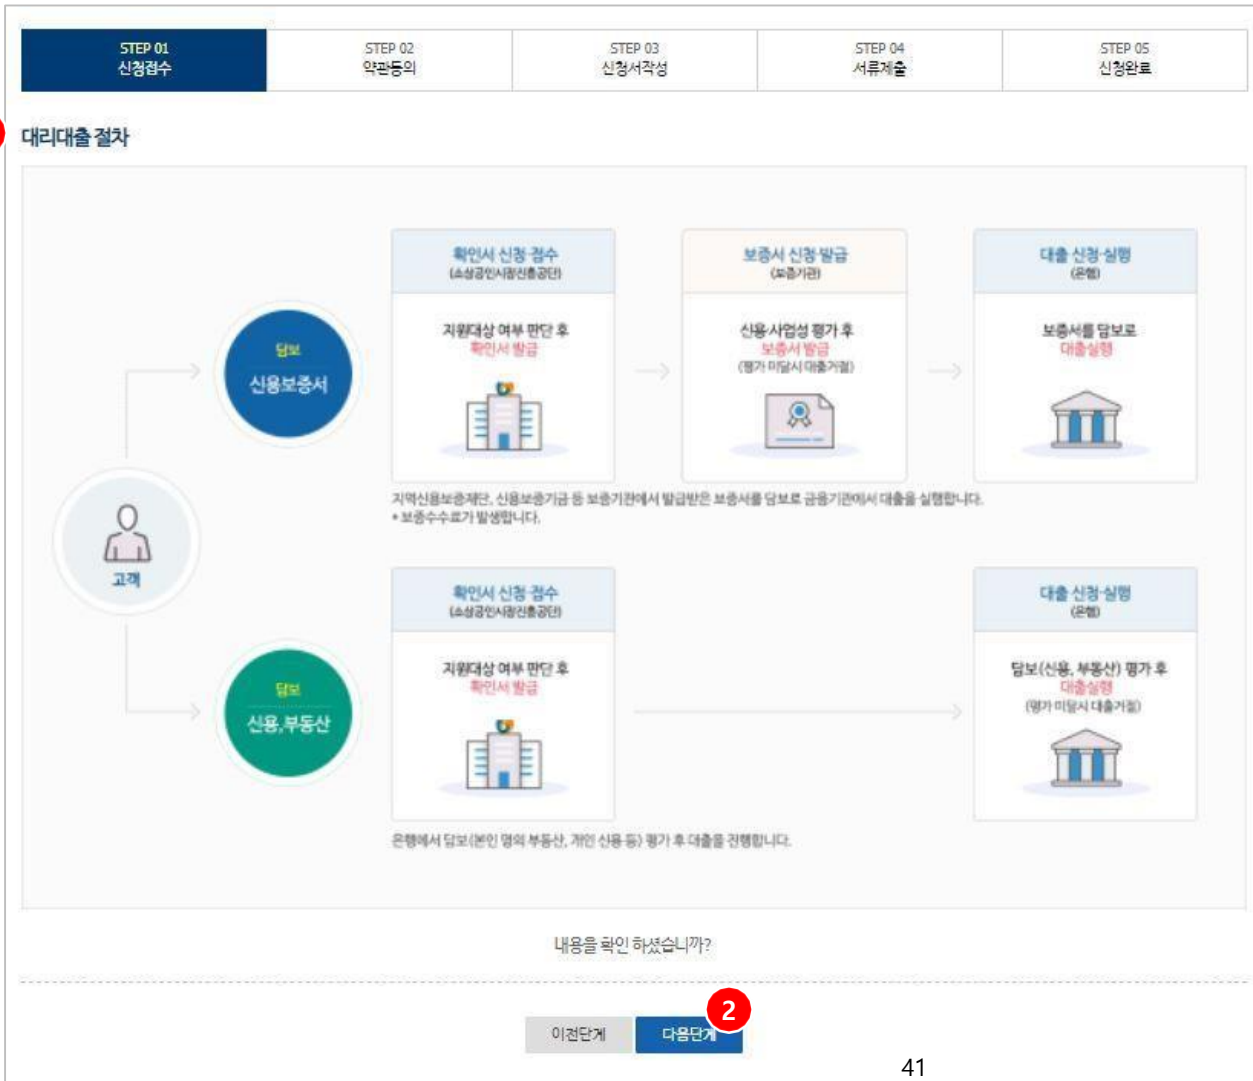 STEP 01
신청접수
STEP 02
약관동의
STEP 03
신청서작성
STEP 04
서류제출
STEP 05
신청완료
대리대출 절차
확인서 신청·접수
(소상공인시장진흥공단)
보증서 신청·발급
(보증기관)
대출 신청·실행
(은행)
담보
신용보증서
지원대상 여부 판단 후
확인서 발급
신용·사업성 평가 후
보증서 발급
(평가 미달시 대출거절)
보증서를 담보로
대출실행
지역신용보증재단, 신용보증기금 등 보증기관에서 발급받은 보증서를 담보로 금융기관에서 대출을 실행합니다.
* 보증수수료가 발생합니다.
고객
확인서 신청·접수
(소상공인시장진흥공단)
대출 신청·실행
(은행)
담보
신용,부동산
지원대상 여부 판단 후
확인서 발급
담보(신용, 부동산) 평가 후
대출실행
(평가 미달시 대출거절)
은행에서 담보(본인 명의 부동산, 개인 신용 등) 평가 후 대출을 진행합니다.
내용을 확인 하셨습니까?
2
이전단계
다음단계
41